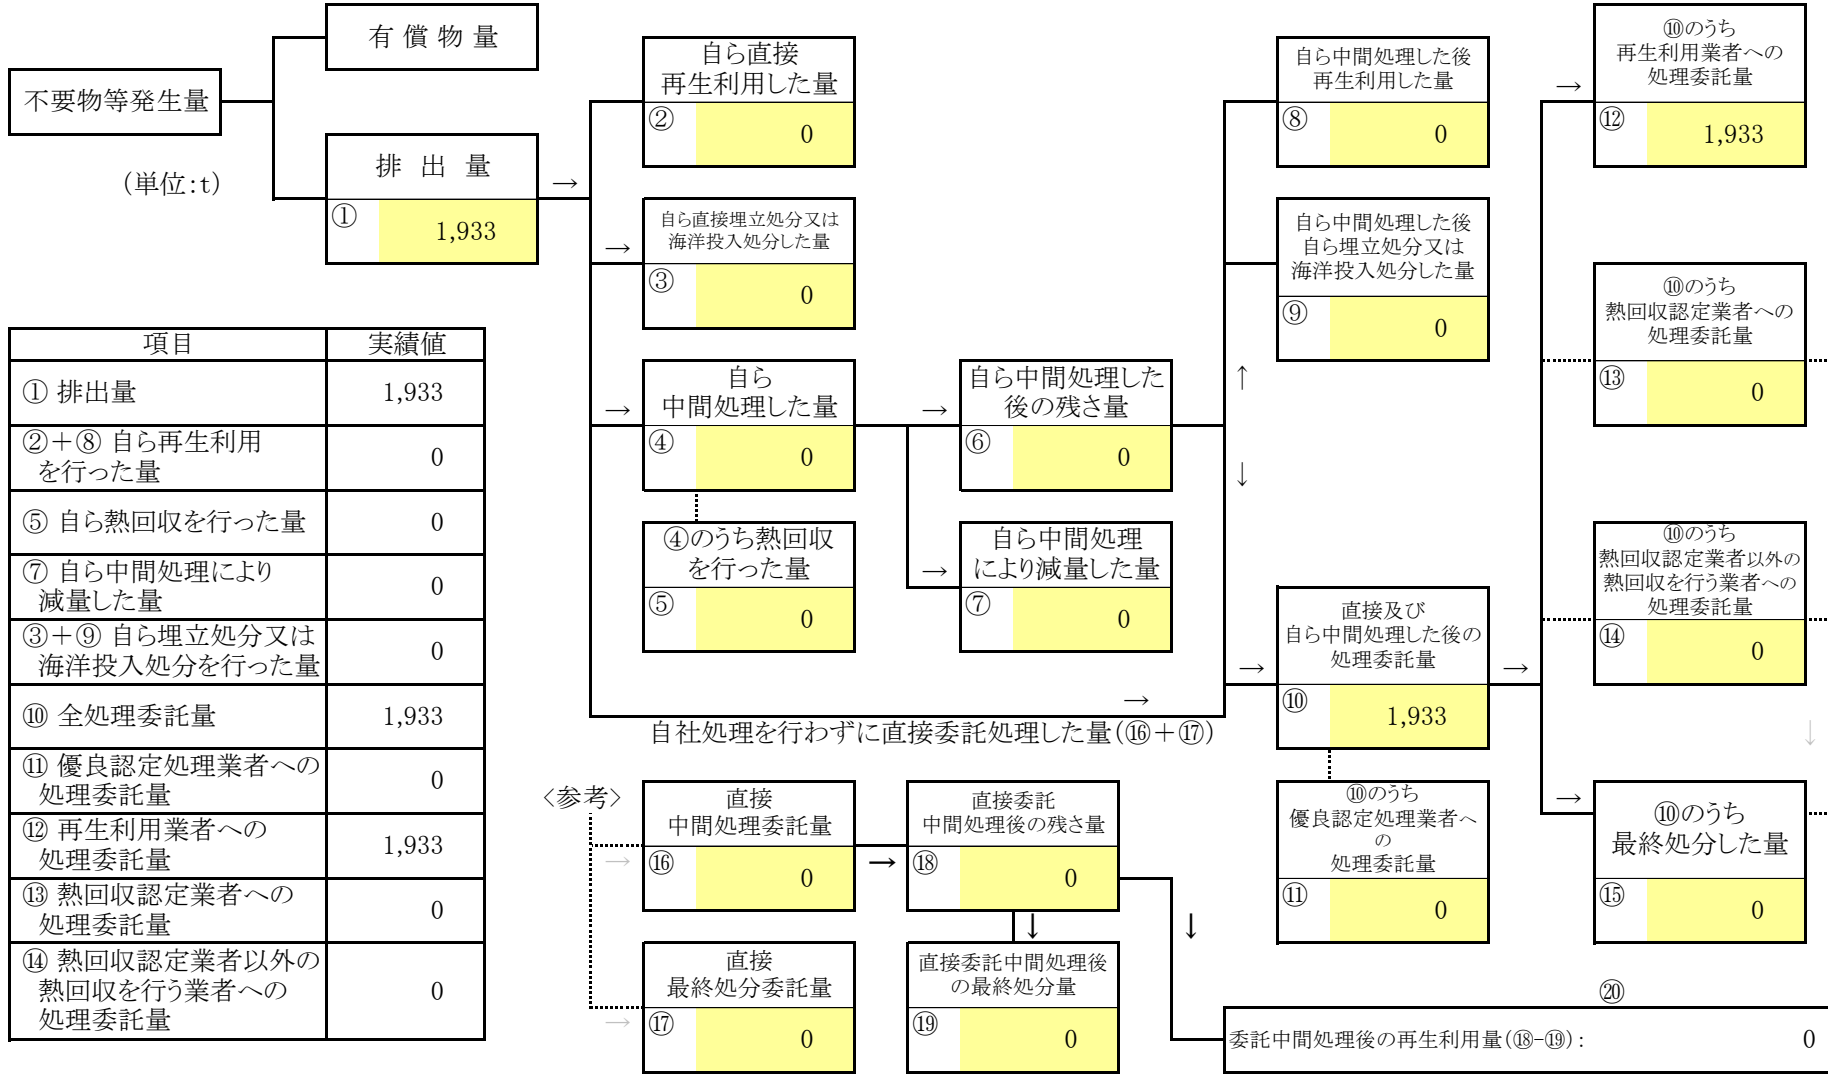 不要物等発生量
(単位:t)
有 償 物 量
排 出 量
① 1,933
→
自ら直接
再生利用した量
② 0
→
自ら直接埋立処分又は
海洋投入処分した量
③ 0
→
自ら
中間処理した量
④ 0
④のうち熱回収
を行った量
⑤ 0
→
自ら中間処理した
後の残さ量
⑥ 0
→
自ら中間処理
により減量した量
⑦ 0
↑
↓
自ら中間処理した後
再生利用した量
⑧ 0
自ら中間処理した後
自ら埋立処分又は
海洋投入処分した量
⑨ 0
→
自社処理を行わずに直接委託処理した量(⑯+⑰)
→
直接及び
自ら中間処理した後の
処理委託量
⑩ 1,933
→
⑩のうち
優良認定処理業者へ
の
処理委託量
⑪ 0
→
⑩のうち
再生利用業者への
処理委託量
⑫ 1,933
⑩のうち
熱回収認定業者への
処理委託量
⑬ 0
⑩のうち
熱回収認定業者以外の
熱回収を行う業者への
処理委託量
⑭ 0
↓
→
⑩のうち
最終処分した量
⑮ 0
項目 実績値
① 排出量 1,933
②+⑧ 自ら再生利用
を行った量 0
⑤ 自ら熱回収を行った量 0
⑦ 自ら中間処理により
減量した量 0
③+⑨ 自ら埋立処分又は
海洋投入処分を行った量 0
⑩ 全処理委託量 1,933
⑪ 優良認定処理業者への
処理委託量 0
⑫ 再生利用業者への
処理委託量 1,933
⑬ 熱回収認定業者への
処理委託量 0
⑭ 熱回収認定業者以外の
熱回収を行う業者への
処理委託量 0
〈参考〉
→
直接
中間処理委託量
⑯ 0
→
直接
最終処分委託量
⑰ 0
→
直接委託
中間処理後の残さ量
⑱ 0
↓
直接委託中間処理後
の最終処分量
⑲ 0
↓
⑳
委託中間処理後の再生利用量(⑱-⑲): 0